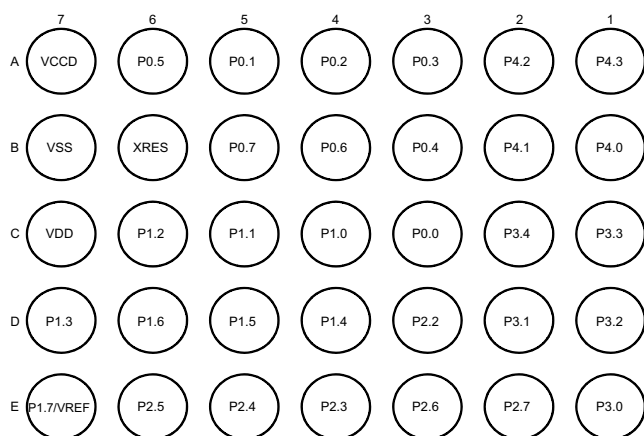 7 6 5 4 3 2 1
A VCCD P0.5 P0.1 P0.2 P0.3 P4.2 P4.3
B VSS XRES P0.7 P0.6 P0.4 P4.1 P4.0
C VDD P1.2 P1.1 P1.0 P0.0 P3.4 P3.3
D P1.3 P1.6 P1.5 P1.4 P2.2 P3.1 P3.2
E P1.7/VREF P2.5 P2.4 P2.3 P2.6 P2.7 P3.0